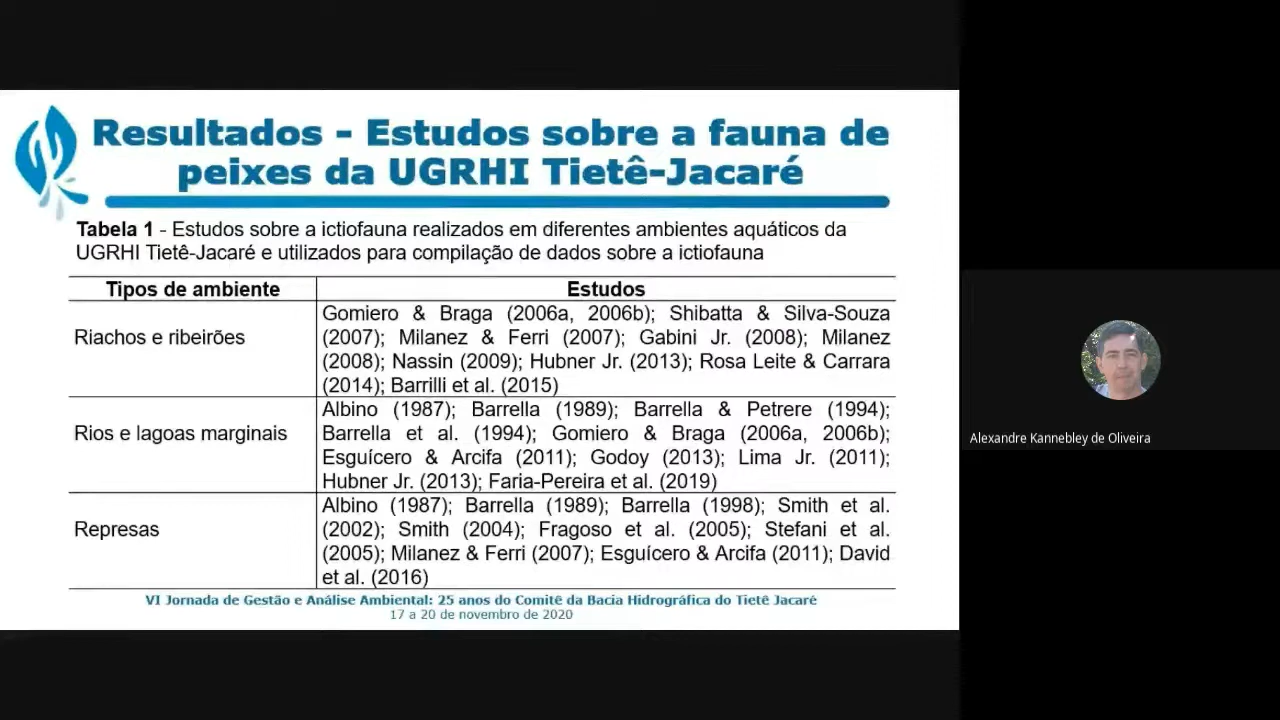 Resultados - Estudos sobre a fauna de
peixes da UGRHI Tietê-Jacaré
Tabela 1 - Estudos sobre a ictiofauna realizados em diferentes ambientes aquáticos da
UGRHI Tietê-Jacaré e utilizados para compilação de dados sobre a ictiofauna
Tipos de ambiente
Estudos
Riachos e ribeirões
Gomiero & Braga (2006a, 2006b); Shibatta & Silva-Souza
(2007); Milanez & Ferri (2007); Gabini Jr. (2008); Milanez
(2008); Nassin (2009); Hubner Jr. (2013); Rosa Leite & Carrara
(2014); Barrilli et al. (2015)
Rios e lagoas marginais
Albino (1987); Barrella (1989); Barrella & Petrere (1994);
Barrella et al. (1994); Gomiero & Braga (2006a, 2006b);
Esguícero & Arcifa (2011); Godoy (2013); Lima Jr. (2011);
Hubner Jr. (2013); Faria-Pereira et al. (2019)
Represas
Albino (1987); Barrella (1989); Barrella (1998); Smith et al.
(2002); Smith (2004); Fragoso et al. (2005); Stefani et al.
(2005); Milanez & Ferri (2007); Esguícero & Arcifa (2011); David
et al. (2016)
VI Jornada de Gestão e Análise Ambiental: 25 anos do Comitê da Bacia Hidrográfica do Tietê Jacaré
17 a 20 de novembro de 2020
Alexandre Kannebley de Oliveira